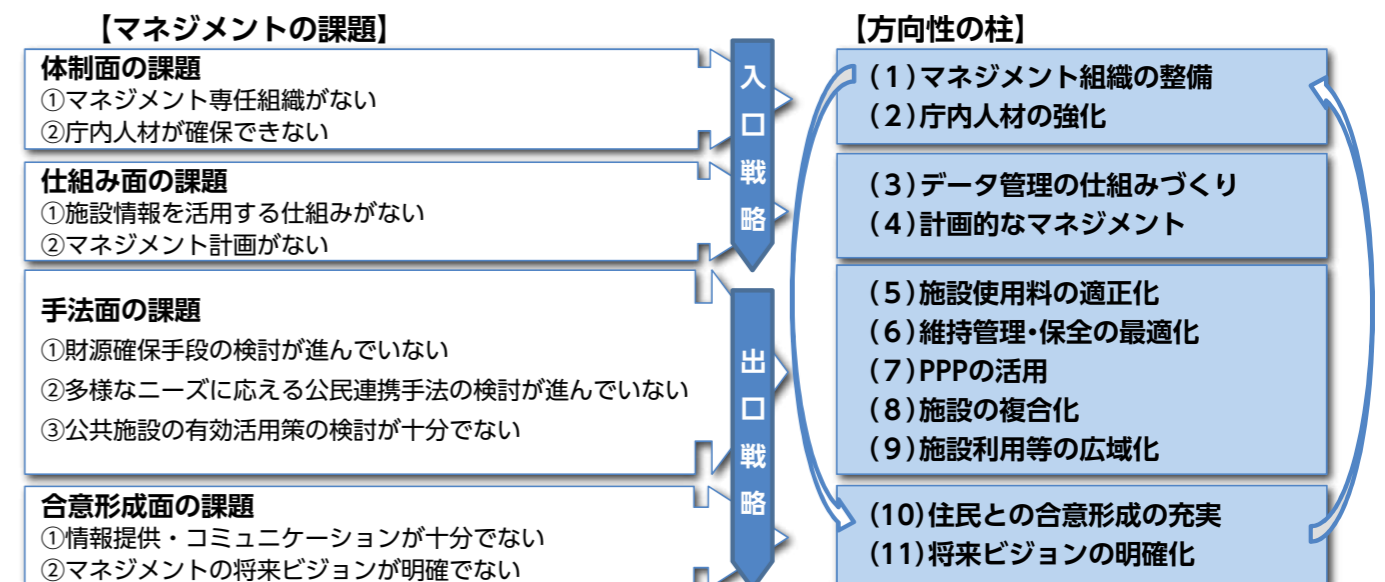 【マネジメントの課題】
体制面の課題
①マネジメント専任組織がない
②庁内人材が確保できない
仕組み面の課題
①施設情報を活用する仕組みがない
②マネジメント計画がない
手法面の課題
①財源確保手段の検討が進んでいない
②多様なニーズに応える公民連携手法の検討が進んでいない
③公共施設の有効活用策の検討が十分でない
合意形成面の課題
①情報提供・コミュニケーションが十分でない
②マネジメントの将来ビジョンが明確でない
入口戦略
出口戦略
【方向性の柱】
(1)マネジメント組織の整備
(2)庁内人材の強化
(3)データ管理の仕組みづくり
(4)計画的なマネジメント
(5)施設使用料の適正化
(6)維持管理・保全の最適化
(7)PPPの活用
(8)施設の複合化
(9)施設利用等の広域化
(10)住民との合意形成の充実
(11)将来ビジョンの明確化